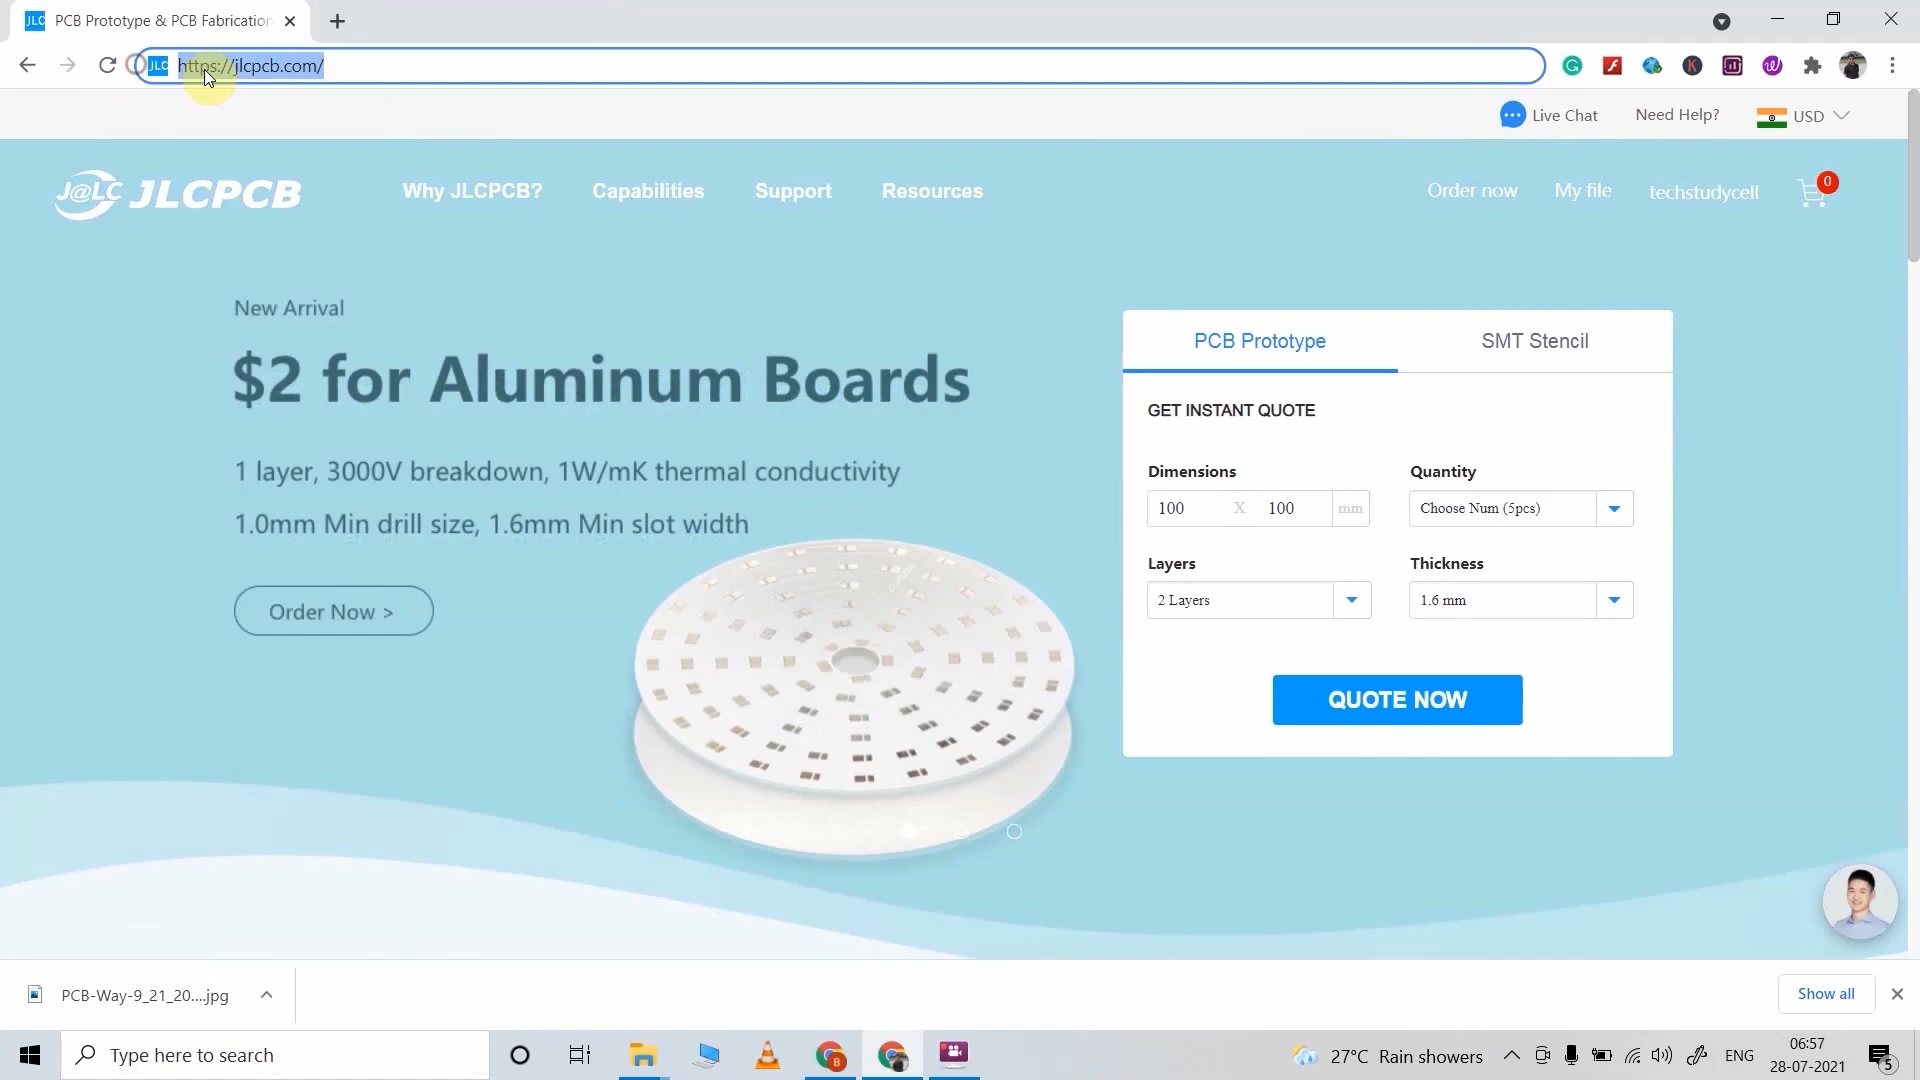 JLC PCB Prototype & PCB Fabrication
JLC https://jlcpcb.com/
Live Chat Need Help? USD
J@LC JLCPCB Why JLCPCB? Capabilities Support Resources Order now My file techstudycell 0
New Arrival
$2 for Aluminum Boards
1 layer, 3000V breakdown, 1W/mK thermal conductivity
1.0mm Min drill size, 1.6mm Min slot width
Order Now >
PCB Prototype SMT Stencil
GET INSTANT QUOTE
Dimensions Quantity
100 X 100 mm Choose Num (5pcs)
Layers Thickness
2 Layers 1.6 mm
QUOTE NOW
PCB-Way-9_21_20....jpg Show all
Type here to search 27°C Rain showers ENG 06:57
28-07-2021 5